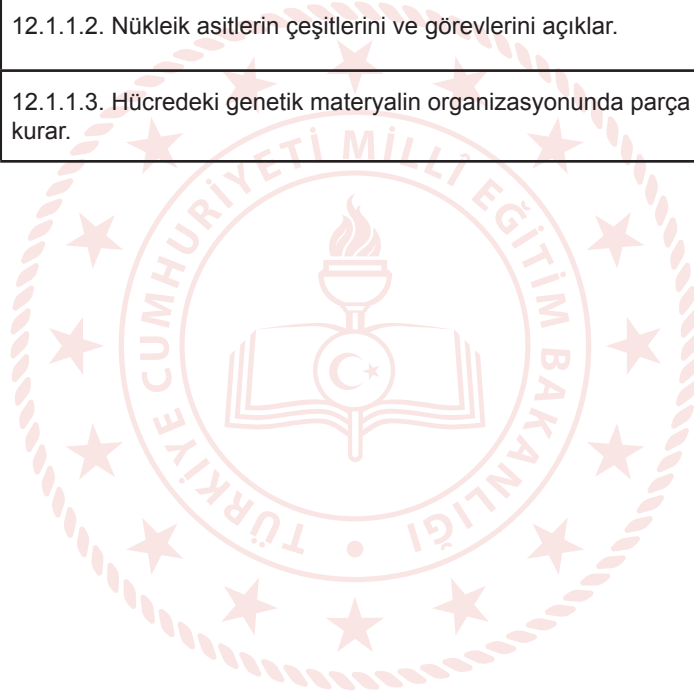 12.1.1.2. Nükleik asitlerin çeşitlerini ve görevlerini açıklar.
12.1.1.3. Hücredeki genetik materyalin organizasyonunda parça
kurar.
TÜRKİYE CUMHURİYETİ MİLLÎ EĞİTİM BAKANLIĞI